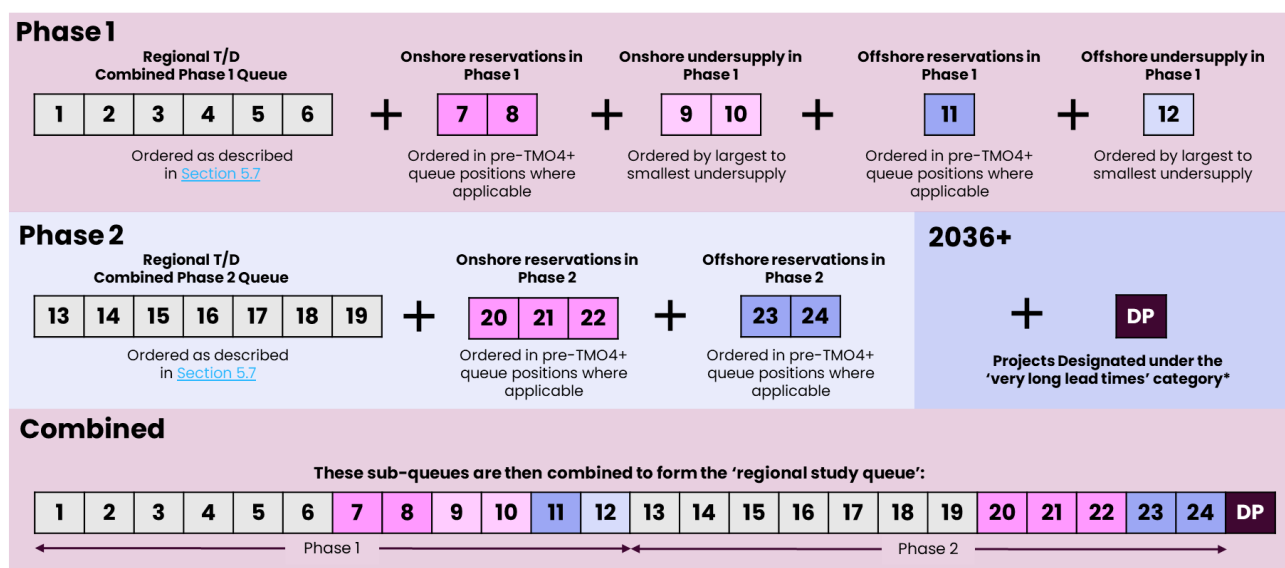 Phase 1
Regional T/D
Combined Phase 1 Queue
1 2 3 4 5 6
Ordered as described
in Section 5.7
+
Onshore reservations in
Phase 1
7 8
Ordered in pre-TMO4+
queue positions where
applicable
+
Onshore undersupply in
Phase 1
9 10
Ordered by largest to
smallest undersupply
+
Offshore reservations in
Phase 1
11
Ordered in pre-TMO4+
queue positions where
applicable
+
Offshore undersupply in
Phase 1
12
Ordered by largest to
smallest undersupply
Phase 2
Regional T/D
Combined Phase 2 Queue
13 14 15 16 17 18 19
Ordered as described
in Section 5.7
+
Onshore reservations in
Phase 2
20 21 22
Ordered in pre-TMO4+
queue positions where
applicable
+
Offshore reservations in
Phase 2
23 24
Ordered in pre-TMO4+
queue positions where
applicable
2036+
+
DP
Projects Designated under the
‘very long lead times’ category*
Combined
These sub-queues are then combined to form the ‘regional study queue’:
1 2 3 4 5 6 7 8 9 10 11 12 13 14 15 16 17 18 19 20 21 22 23 24 DP
Phase 1 Phase 2